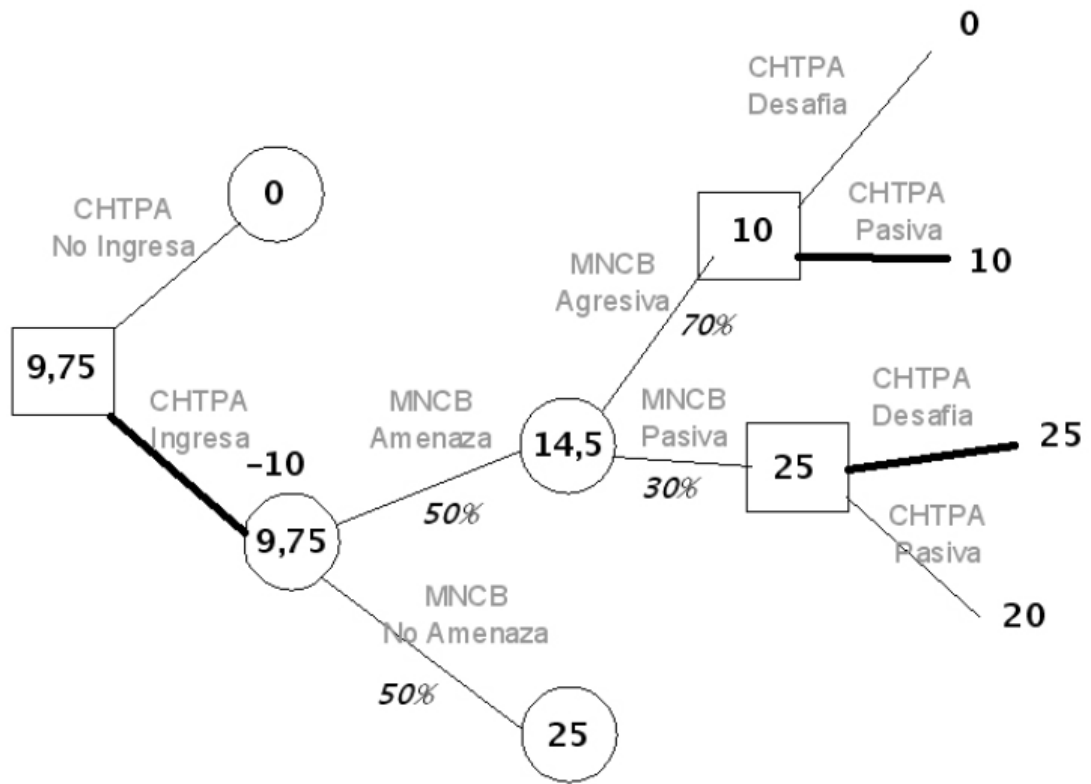 0
CHTPA
Desafia
0
CHTPA
No Ingresa
CHTPA
Pasiva
10
10
MNCB
Agresiva
70%
9,75
CHTPA
Ingresa
-10
MNCB
Amenaza
50%
14,5
MNCB
Pasiva
30%
CHTPA
Desafia
25
25
CHTPA
Pasiva
20
9,75
MNCB
No Amenaza
50%
25